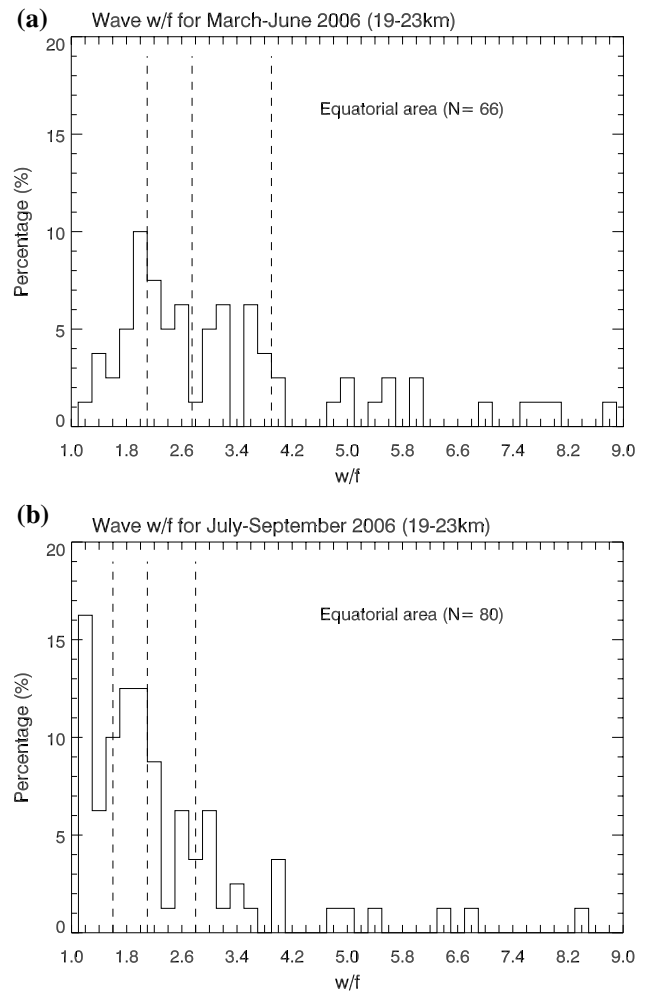 (a) Wave w/f for March-June 2006 (19-23km)
Equatorial area (N= 66)
Percentage (%)
20
15
10
5
0
1.0 1.8 2.6 3.4 4.2 5.0 5.8 6.6 7.4 8.2 9.0
w/f
(b) Wave w/f for July-September 2006 (19-23km)
Equatorial area (N= 80)
Percentage (%)
20
15
10
5
0
1.0 1.8 2.6 3.4 4.2 5.0 5.8 6.6 7.4 8.2 9.0
w/f